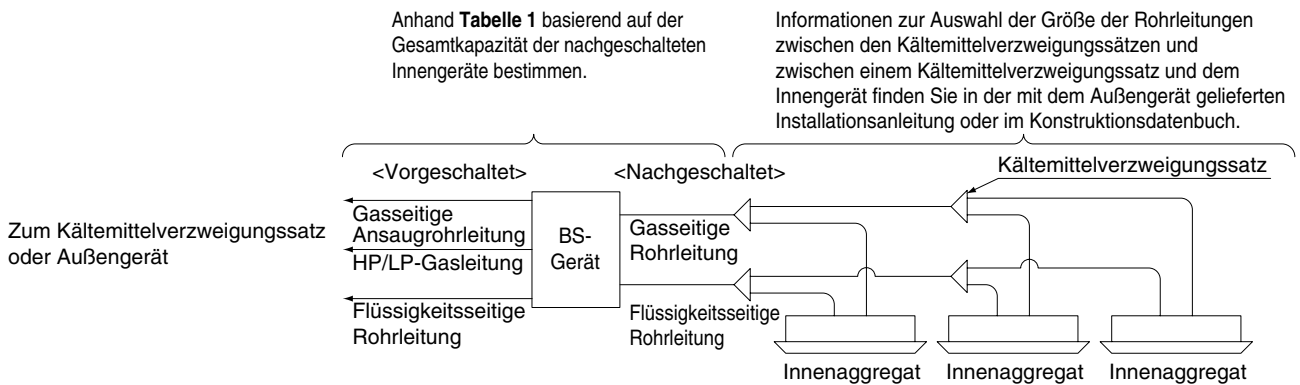 Anhand Tabelle 1 basierend auf der
Gesamtkapazität der nachgeschalteten
Innengeräte bestimmen.
Informationen zur Auswahl der Größe der Rohrleitungen
zwischen den Kältemittelverzweigungssätzen und
zwischen einem Kältemittelverzweigungssatz und dem
Innengerät finden Sie in der mit dem Außengerät gelieferten
Installationsanleitung oder im Konstruktionsdatenbuch.
<Vorgeschaltet>
<Nachgeschaltet>
Kältemittelverzweigungssatz
Zum Kältemittelverzweigungssatz
oder Außengerät
Gasseitige
Ansaugrohrleitung
HP/LP-Gasleitung
Flüssigkeitsseitige
Rohrleitung
BS-
Gerät
Gasseitige
Rohrleitung
Flüssigkeitsseitige
Rohrleitung
Innenaggregat
Innenaggregat
Innenaggregat